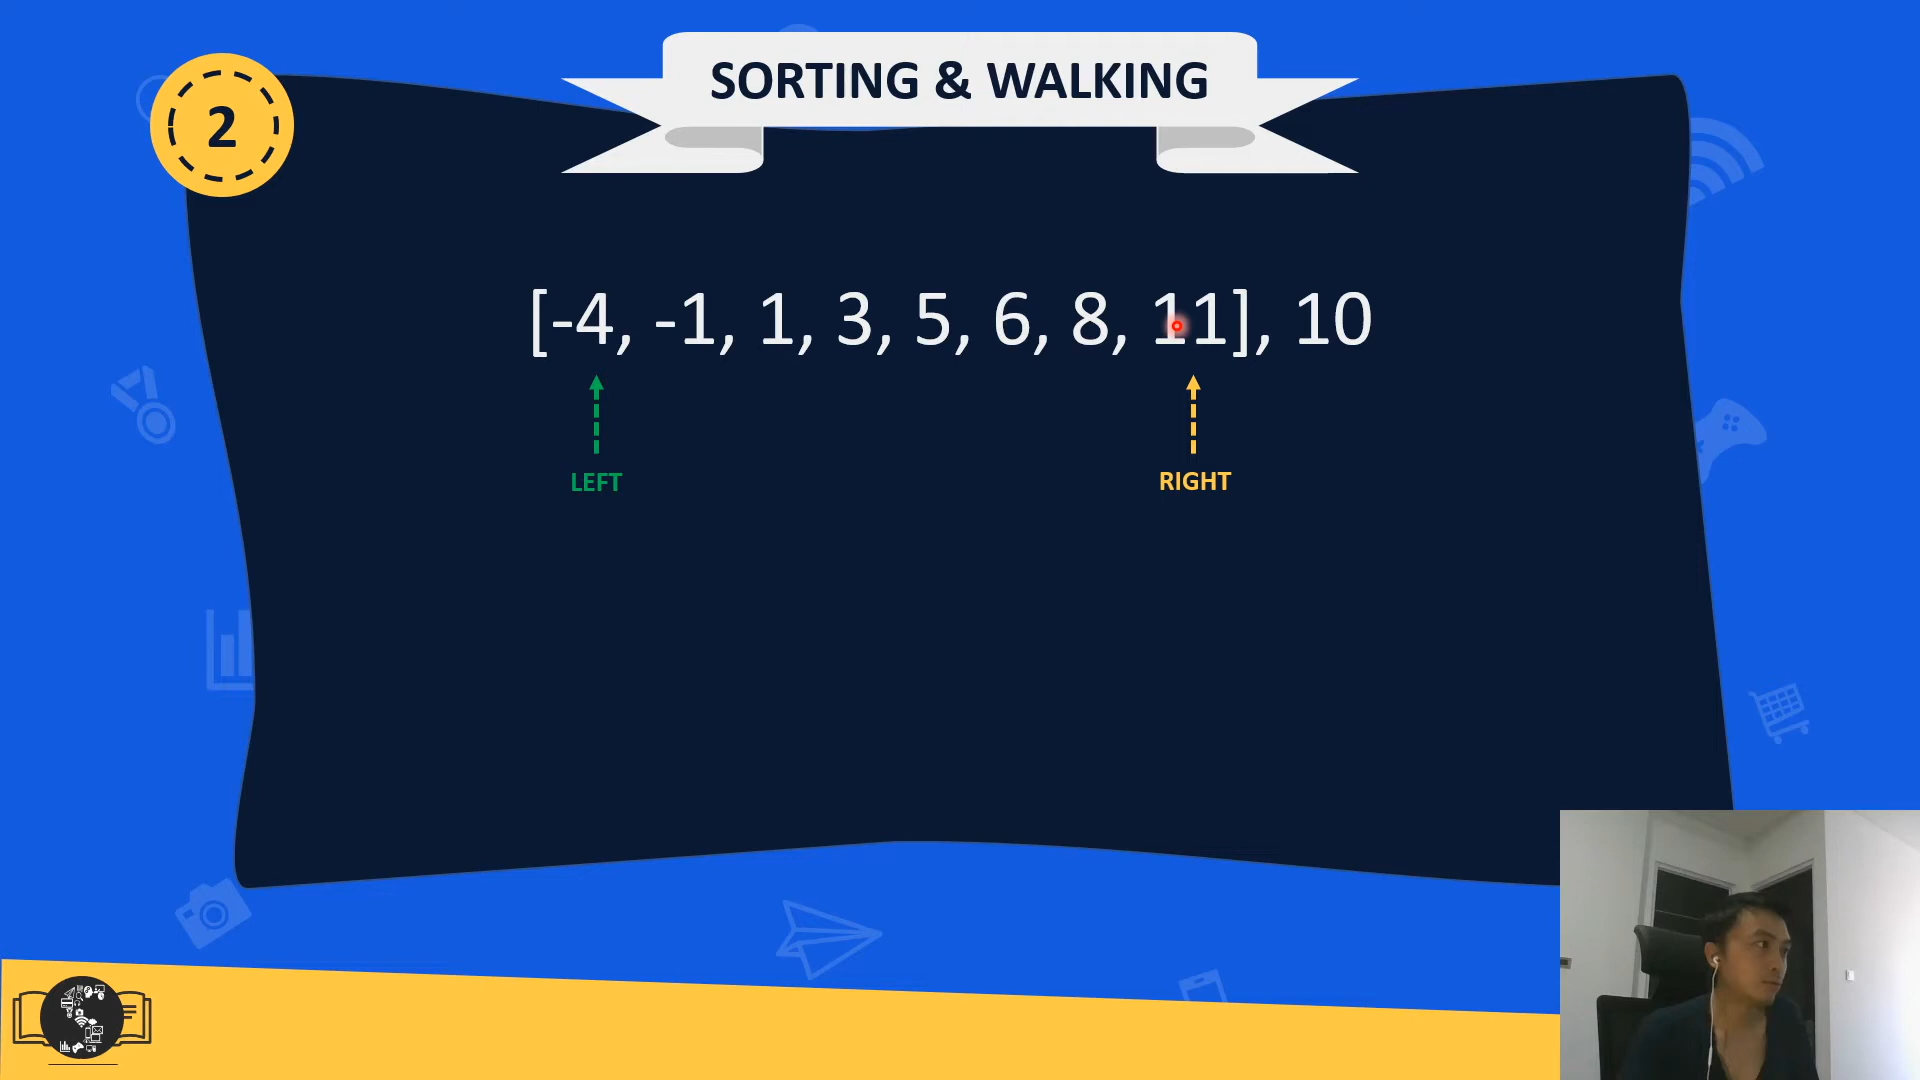 SORTING & WALKING
2
[-4, -1, 1, 3, 5, 6, 8, 11], 10
LEFT
RIGHT